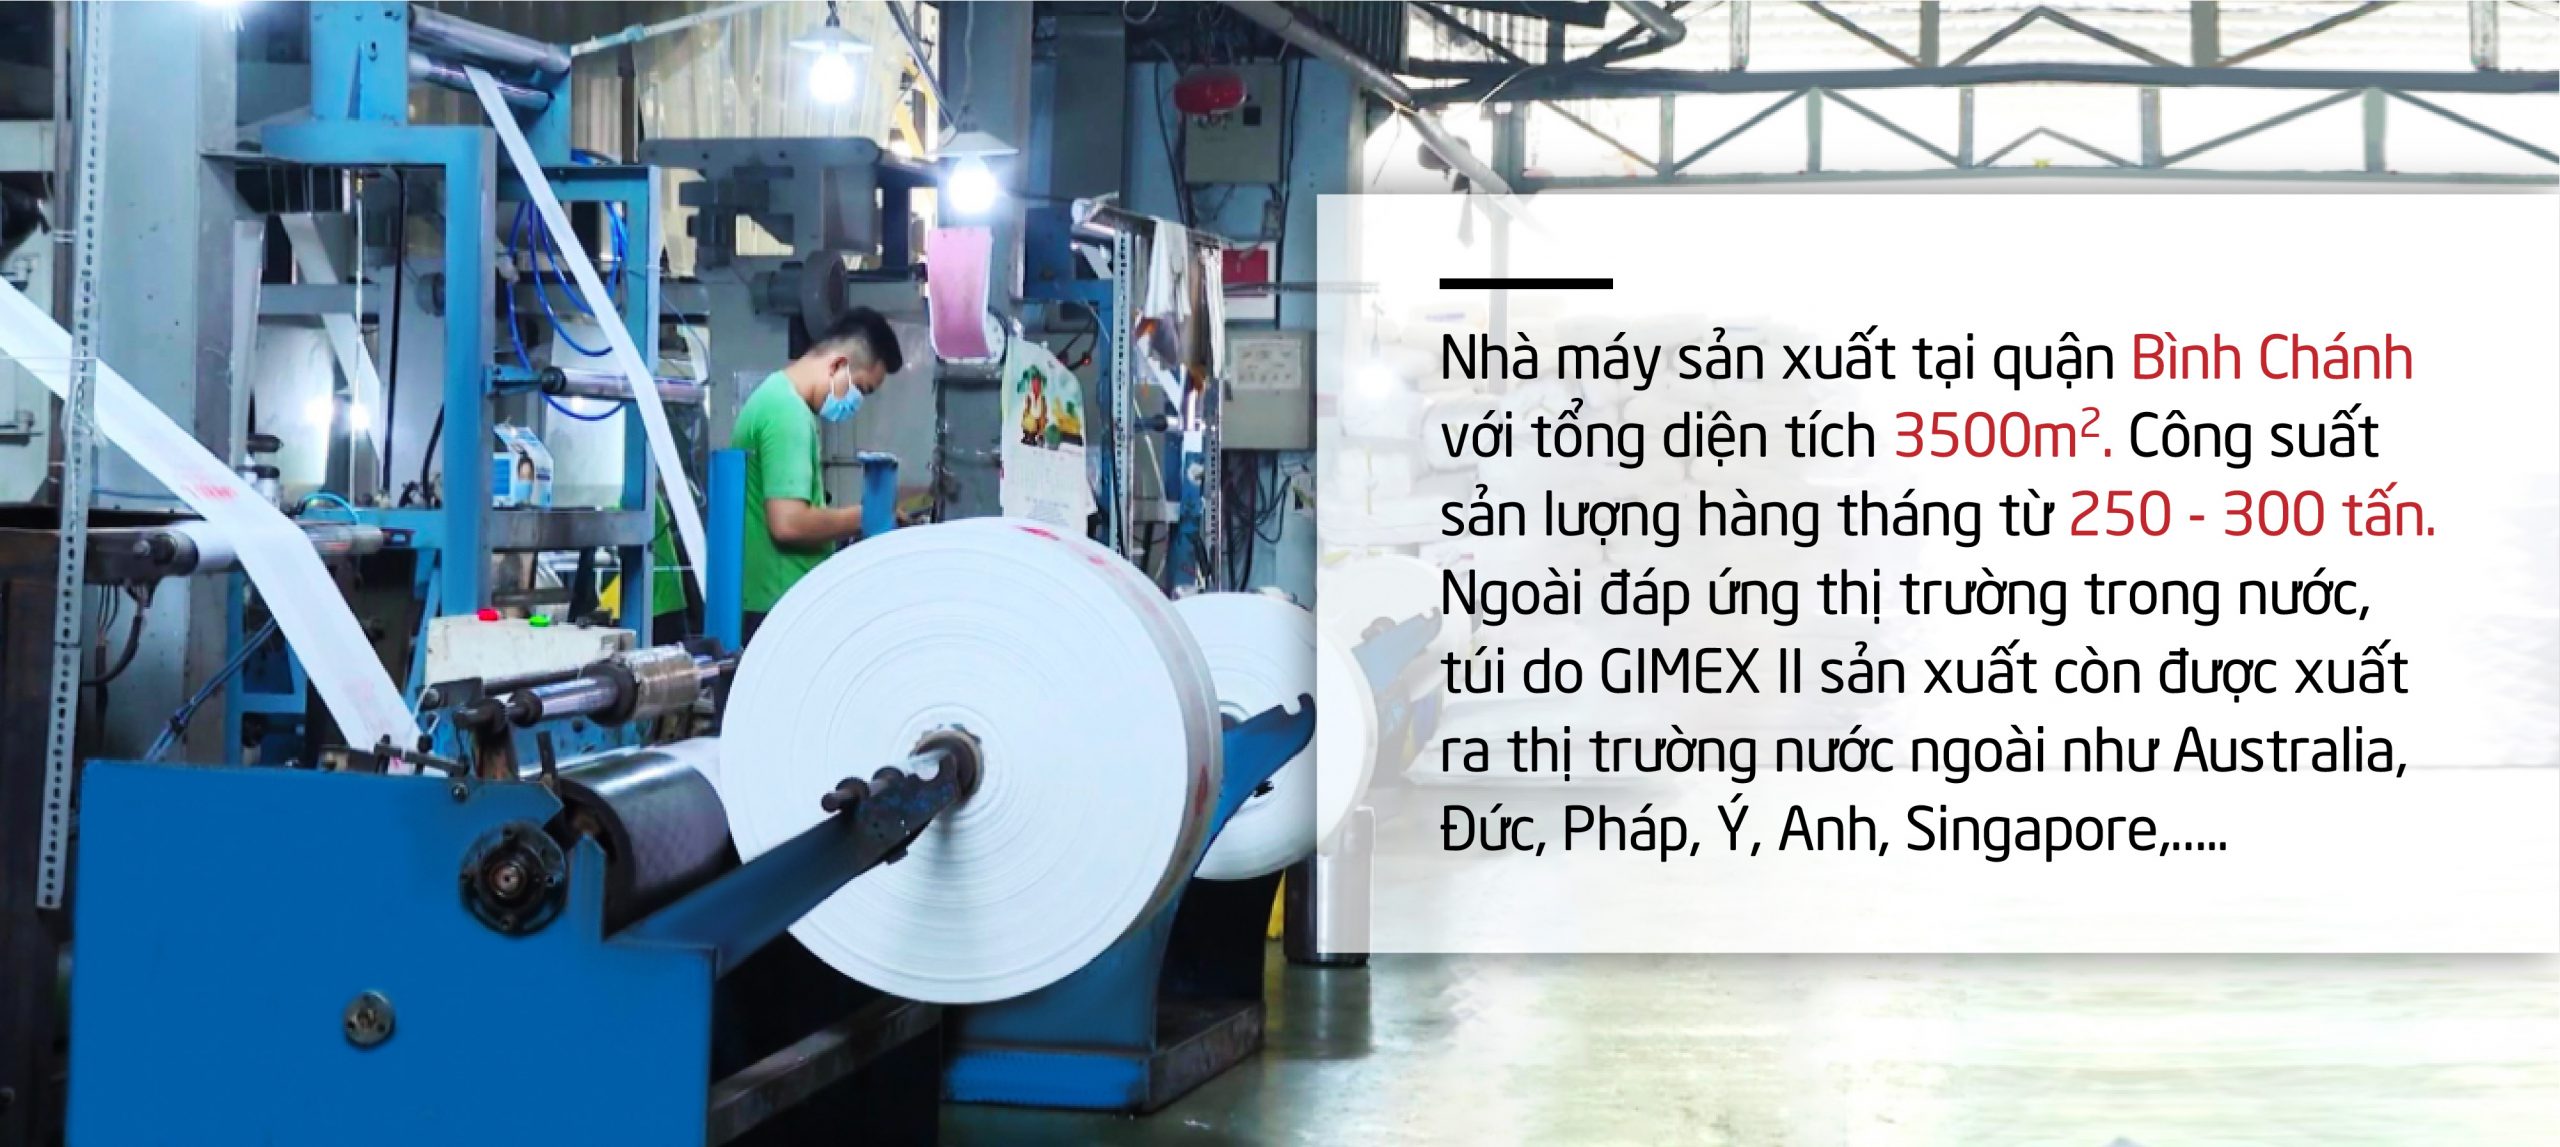 Nhà máy sản xuất tại quận Bình Chánh
với tổng diện tích 3500m². Công suất
sản lượng hàng tháng từ 250 - 300 tấn.
Ngoài đáp ứng thị trường trong nước,
túi do GIMEX II sản xuất còn được xuất
ra thị trường nước ngoài như Australia,
Đức, Pháp, Ý, Anh, Singapore,.....